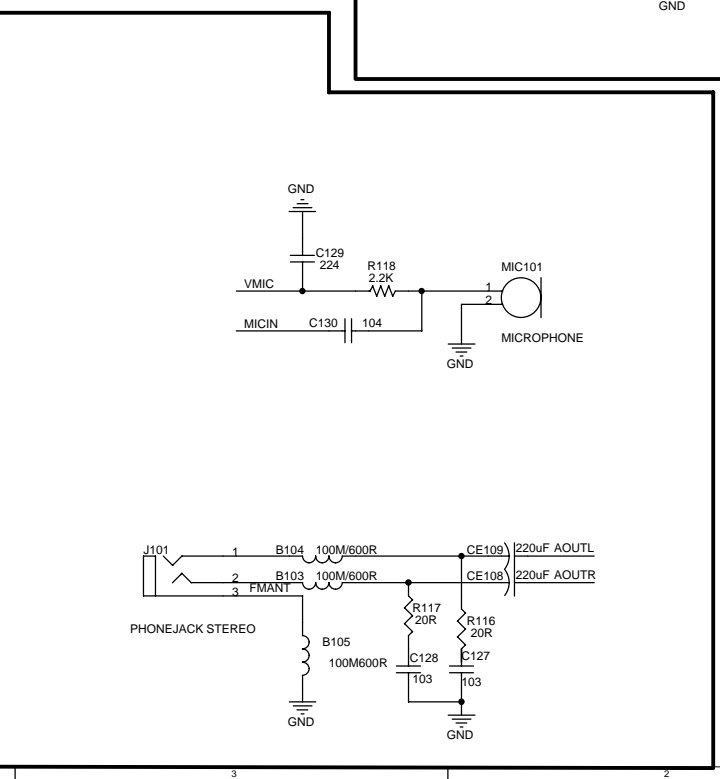 GND
GND
C129
224
R118
2.2K
MIC101
VMIC
1
2
MICIN
C130
104
MICROPHONE
GND
J101
1
B104
100M/600R
CE109
220uF
AOUTL
2
B103
100M/600R
CE108
220uF
AOUTR
3
FMANT
R117
20R
R116
20R
PHONEJACK STEREO
B105
100M600R
C128
103
C127
103
GND
GND
3
2